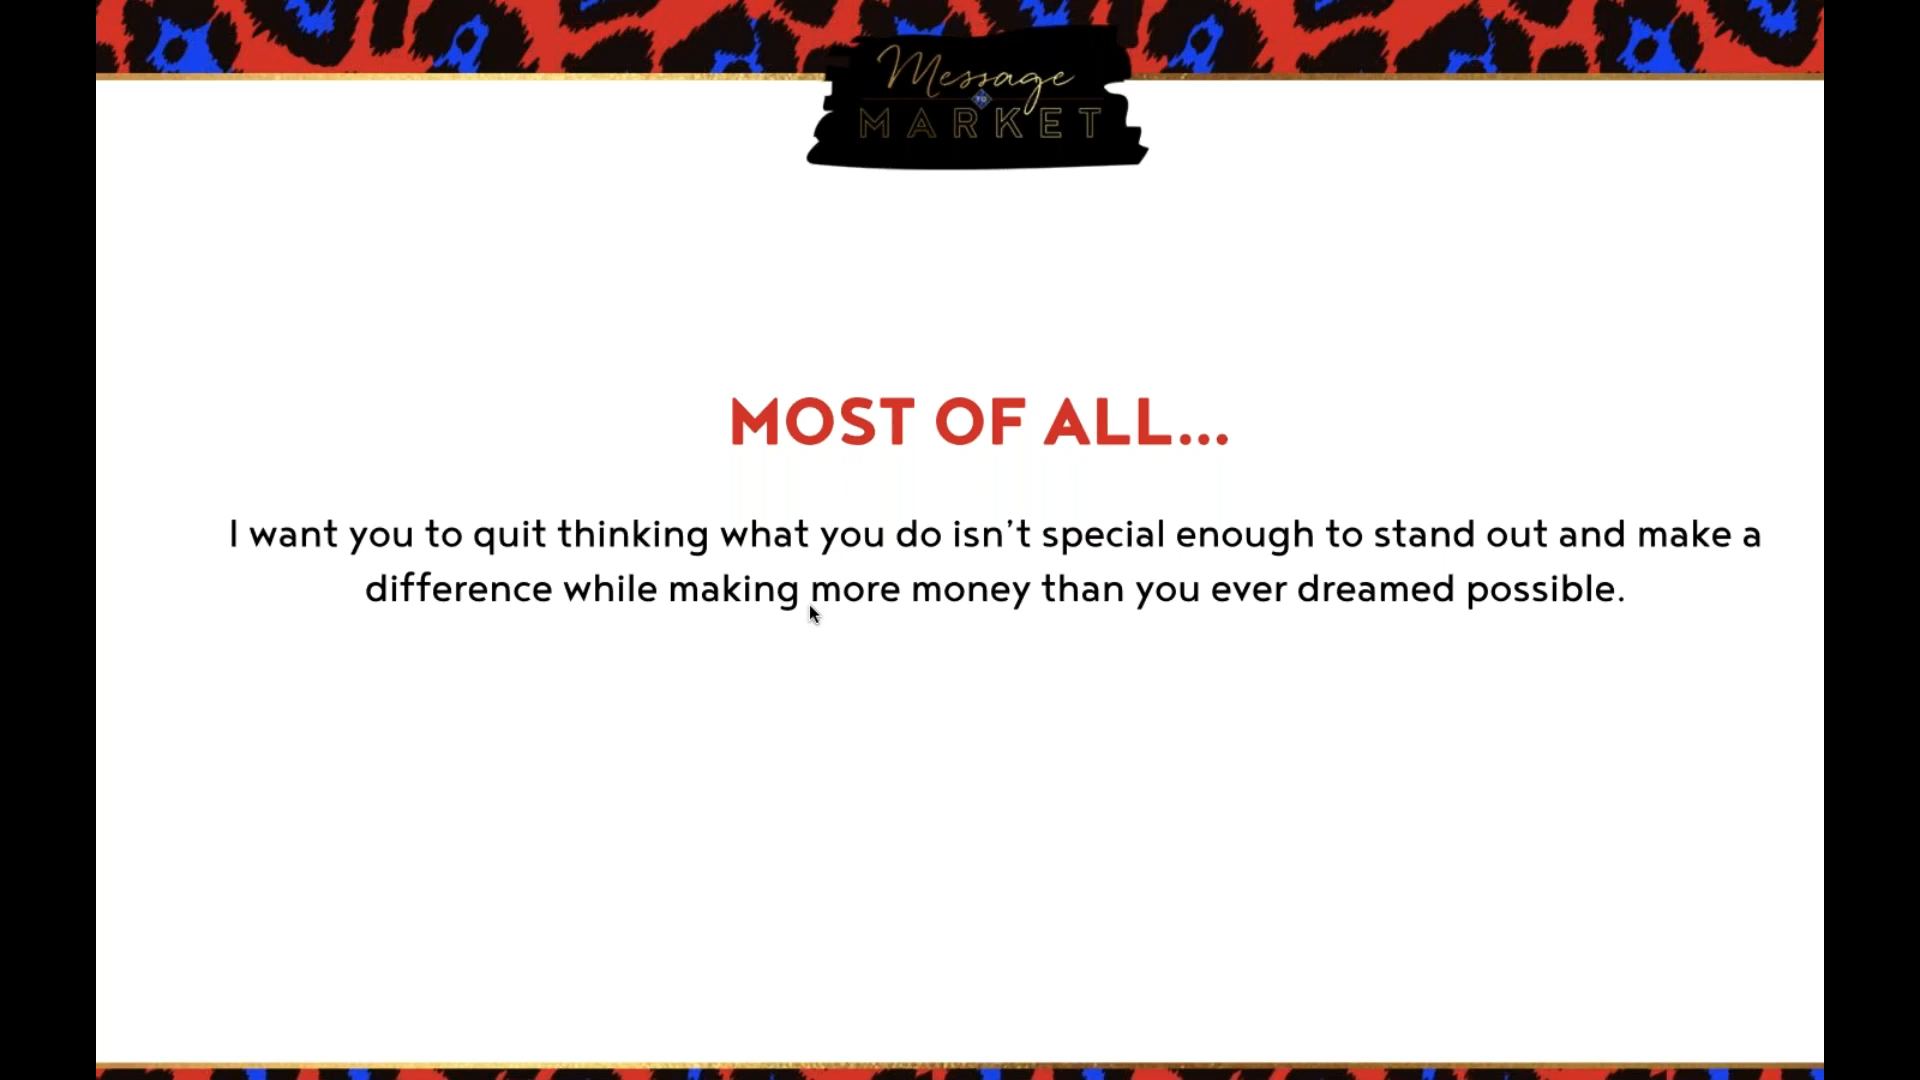 Message
TO
MARKET
MOST OF ALL...
I want you to quit thinking what you do isn't special enough to stand out and make a
difference while making more money than you ever dreamed possible.